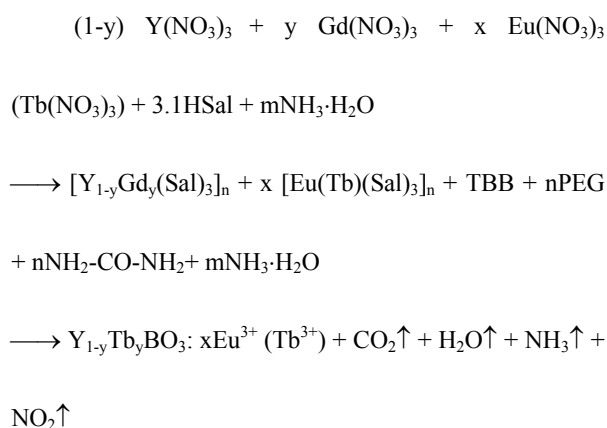 (1-y) Y(NO₃)₃ + y Gd(NO₃)₃ + x Eu(NO₃)₃
(Tb(NO₃)₃) + 3.1HSal + mNH₃·H₂O
⟶ [Y₁₋yGdy(Sal)₃]n + x [Eu(Tb)(Sal)₃]n + TBB + nPEG
+ nNH₂-CO-NH₂+ mNH₃·H₂O
⟶ Y₁₋yTbyBO₃: xEu³⁺ (Tb³⁺) + CO₂↑ + H₂O↑ + NH₃↑ +
NO₂↑